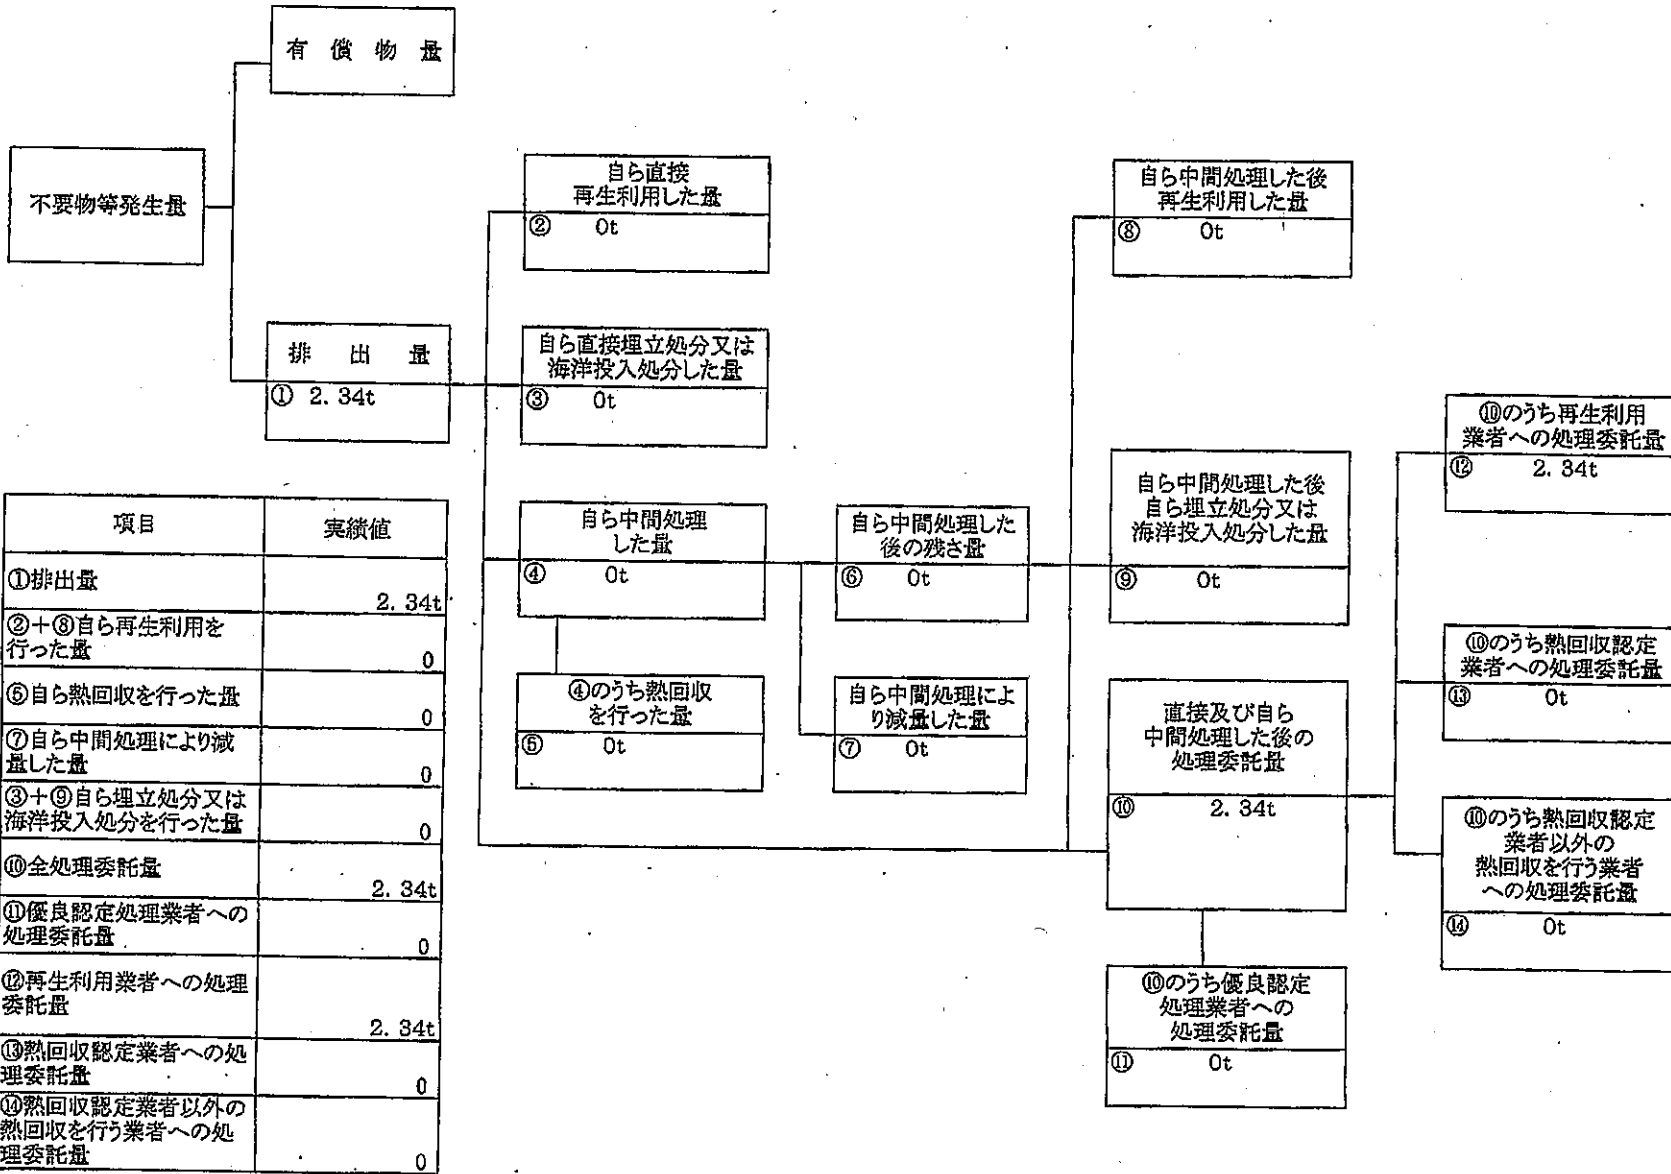 有償物量
不要物等発生量
排出量
① 2.34t
自ら直接
再生利用した量
② 0t
自ら直接埋立処分又は
海洋投入処分した量
③ 0t
自ら中間処理
した量
④ 0t
④のうち熱回収
を行った量
⑤ 0t
自ら中間処理した
後の残さ量
⑥ 0t
自ら中間処理によ
り減量した量
⑦ 0t
自ら中間処理した後
再生利用した量
⑧ 0t
自ら中間処理した後
自ら埋立処分又は
海洋投入処分した量
⑨ 0t
直接及び自ら
中間処理した後の
処理委託量
⑩ 2.34t
⑩のうち優良認定
処理業者への
処理委託量
⑪ 0t
⑩のうち再生利用
業者への処理委託量
⑫ 2.34t
⑩のうち熱回収認定
業者への処理委託量
⑬ 0t
⑩のうち熱回収認定
業者以外の
熱回収を行う業者
への処理委託量
⑭ 0t
項目 実績値
①排出量
2.34t
②+⑧自ら再生利用を
行った量
0
⑤自ら熱回収を行った量
0
⑦自ら中間処理により減
量した量
0
③+⑨自ら埋立処分又は
海洋投入処分を行った量
0
⑩全処理委託量
2.34t
⑪優良認定処理業者への
処理委託量
0
⑫再生利用業者への処理
委託量
2.34t
⑬熱回収認定業者への処
理委託量
0
⑭熱回収認定業者以外の
熱回収を行う業者への処
理委託量
0